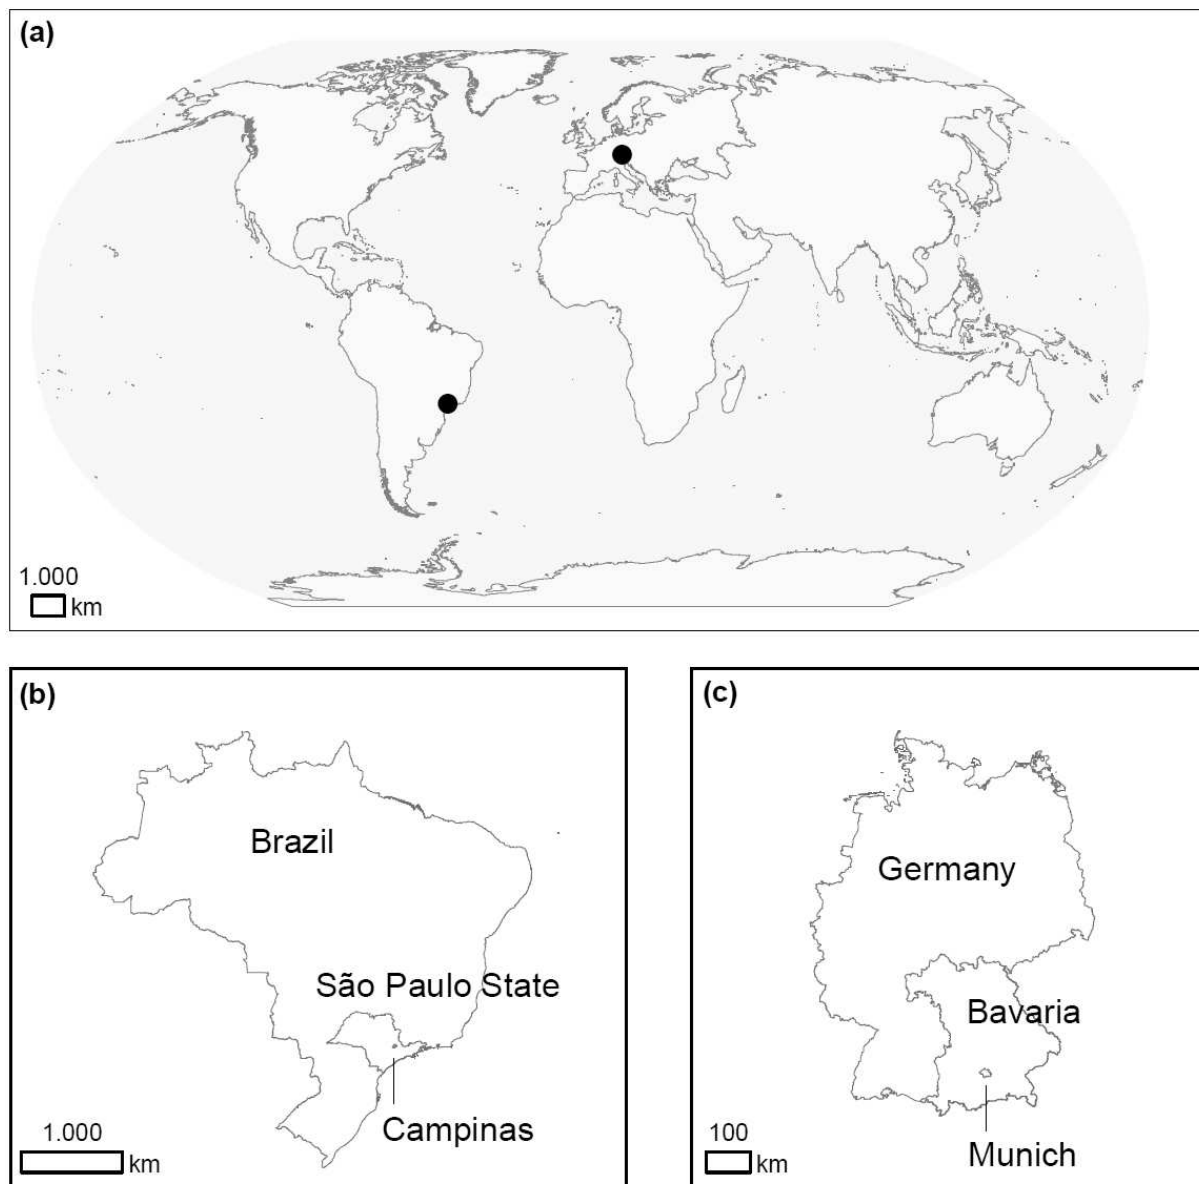 (a)
1.000
km
(b)
Brazil
São Paulo State
Campinas
1.000
km
(c)
Germany
Bavaria
Munich
100
km